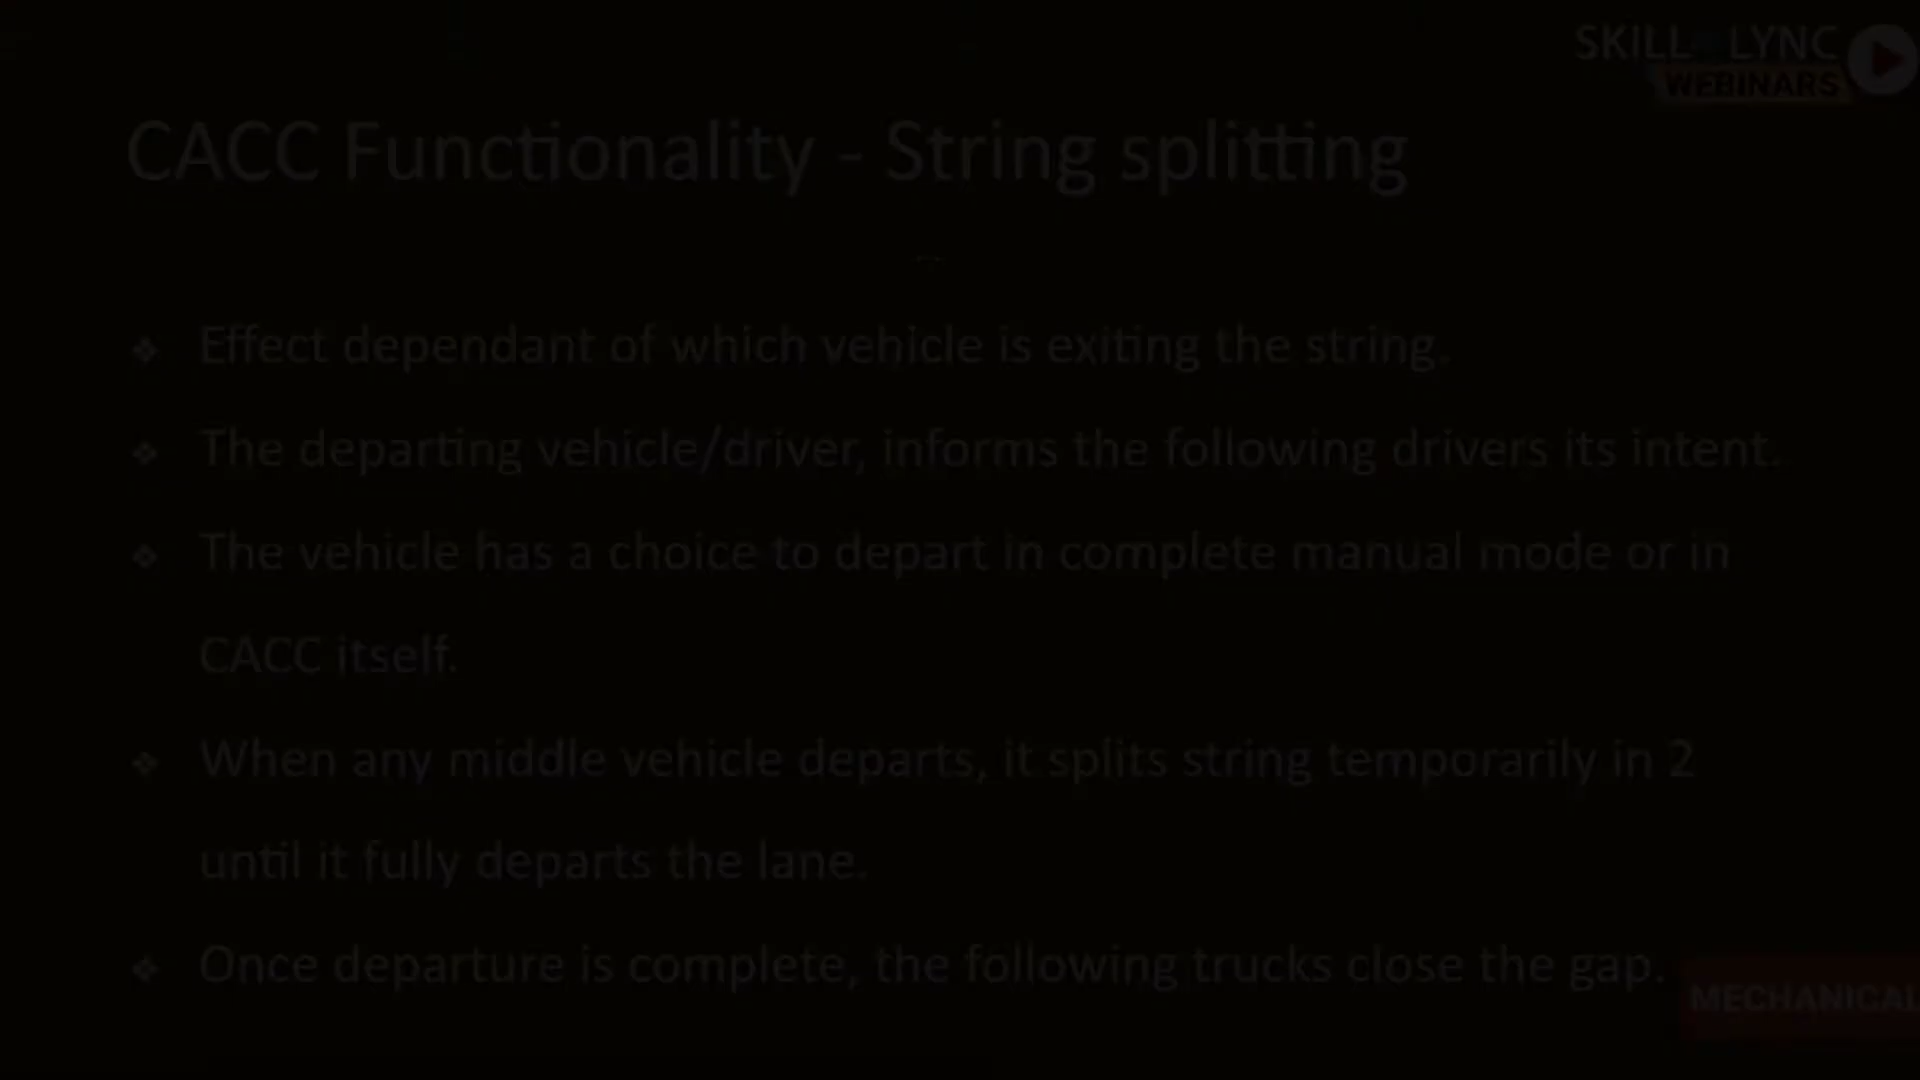 SKILL LYNC
WEBINARS
CACC Functionality - String splitting
❖ Effect dependant of which vehicle is exiting the string.
❖ The departing vehicle/driver, informs the following drivers its intent.
❖ The vehicle has a choice to depart in complete manual mode or in
CACC itself.
❖ When any middle vehicle departs, it splits string temporarily in 2
until it fully departs the lane.
❖ Once departure is complete, the following trucks close the gap.
MECHANICAL